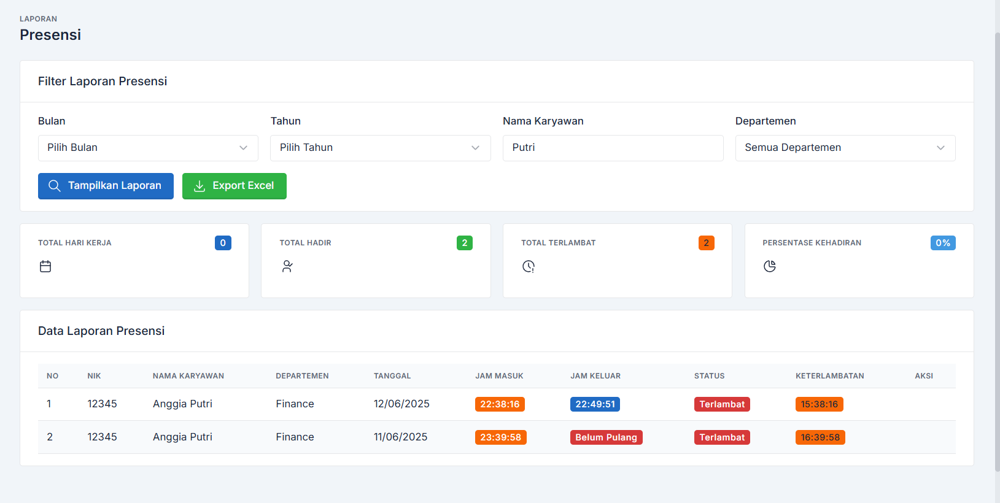 LAPORAN
Presensi
Filter Laporan Presensi
Bulan Tahun Nama Karyawan Departemen
Pilih Bulan Pilih Tahun Putri Semua Departemen
Tampilkan Laporan Export Excel
TOTAL HARI KERJA 0 TOTAL HADIR 2 TOTAL TERLAMBAT 2 PERSENTASE KEHADIRAN 0%
Data Laporan Presensi
NO NIK NAMA KARYAWAN DEPARTEMEN TANGGAL JAM MASUK JAM KELUAR STATUS KETERLAMBATAN AKSI
1 12345 Anggia Putri Finance 12/06/2025 22:38:16 22:49:51 Terlambat 15:38:16
2 12345 Anggia Putri Finance 11/06/2025 23:39:58 Belum Pulang Terlambat 16:39:58